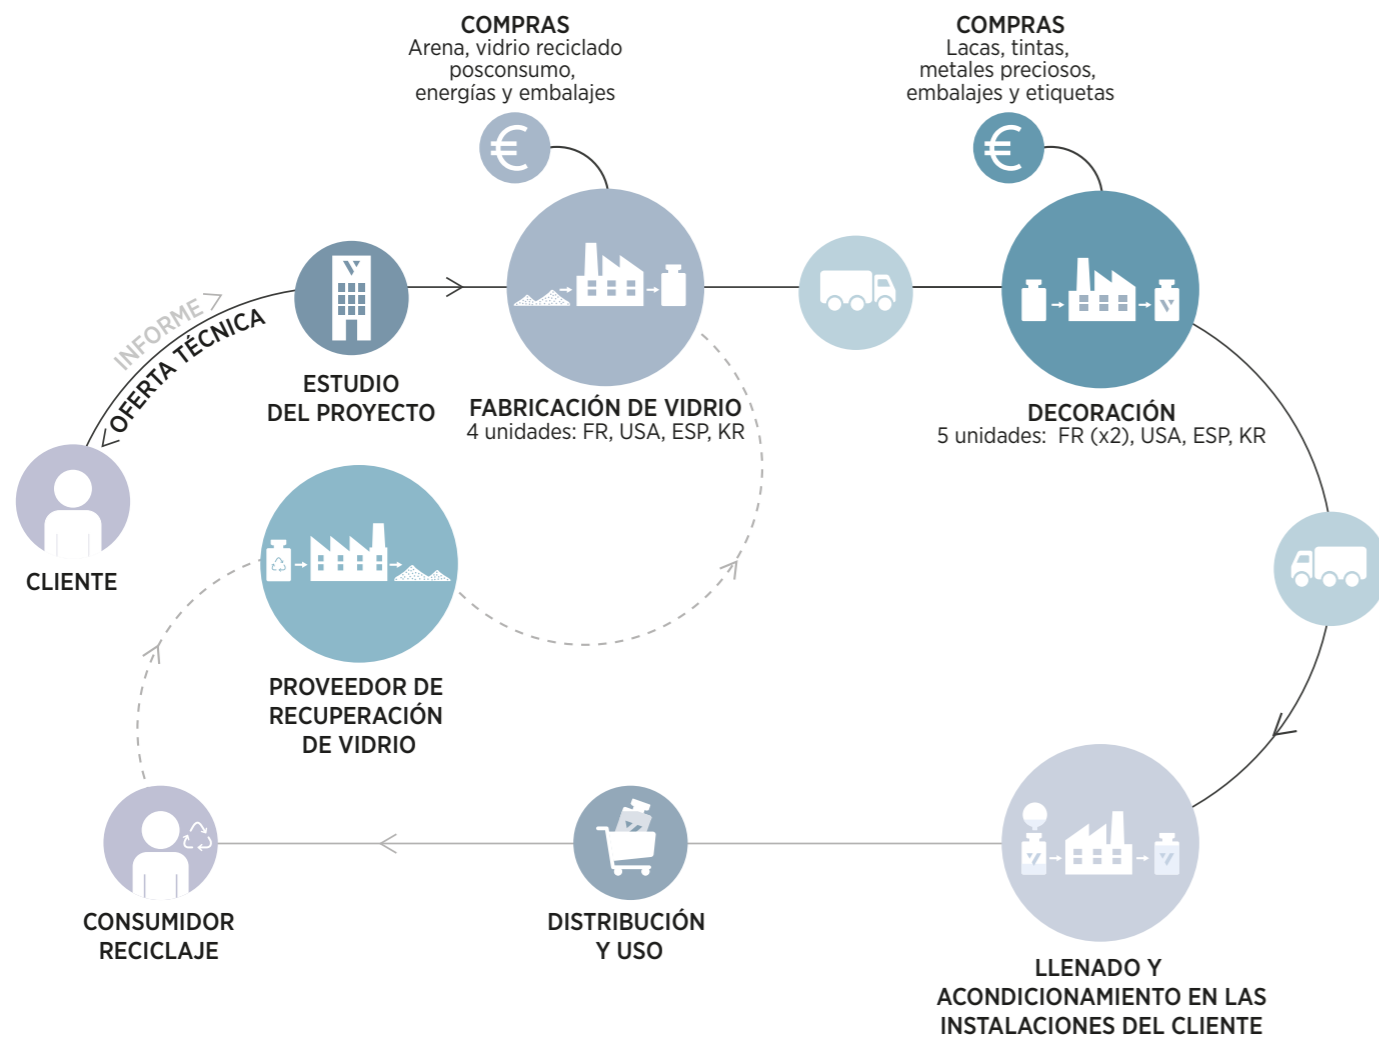 COMPRAS
Arena, vidrio reciclado
posconsumo,
energías y embalajes
COMPRAS
Lacas, tintas,
metales preciosos,
embalajes y etiquetas
INFORME
OFERTA TÉCNICA
ESTUDIO
DEL PROYECTO
FABRICACIÓN DE VIDRIO
4 unidades: FR, USA, ESP, KR
DECORACIÓN
5 unidades: FR (x2), USA, ESP, KR
CLIENTE
PROVEEDOR DE
RECUPERACIÓN
DE VIDRIO
CONSUMIDOR
RECICLAJE
DISTRIBUCIÓN
Y USO
LLENADO Y
ACONDICIONAMIENTO EN LAS
INSTALACIONES DEL CLIENTE